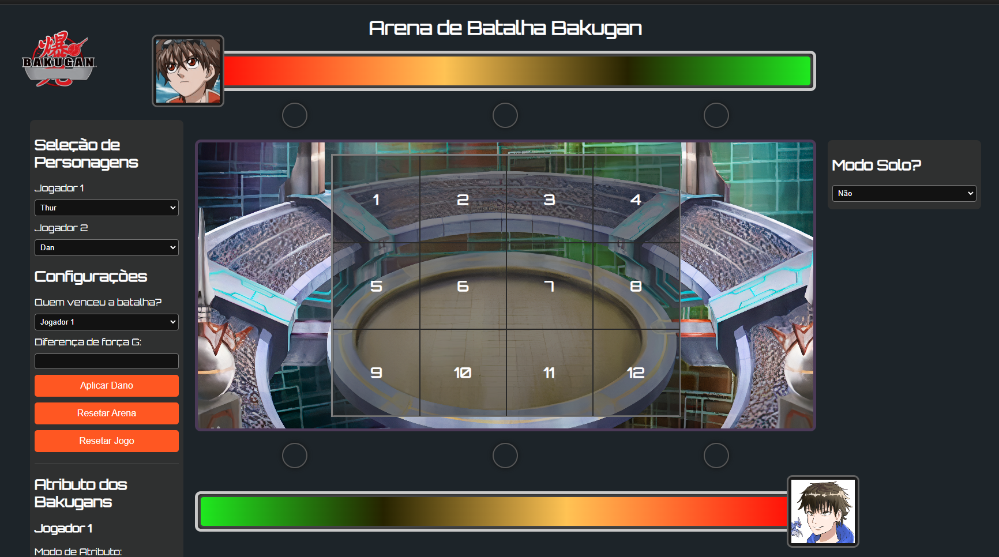 Arena de Batalha Bakugan
爆
BAKUGAN
Seleção de
Personagens
Jogador 1
Thur
Jogador 2
Dan
Configurações
Quem venceu a batalha?
Jogador 1
Diferença de força G:
Aplicar Dano
Resetar Arena
Resetar Jogo
Atributo dos
Bakugans
Jogador 1
Modo de Atributo:
1 2 3 4
5 6 7 8
9 10 11 12
Modo Solo?
Não